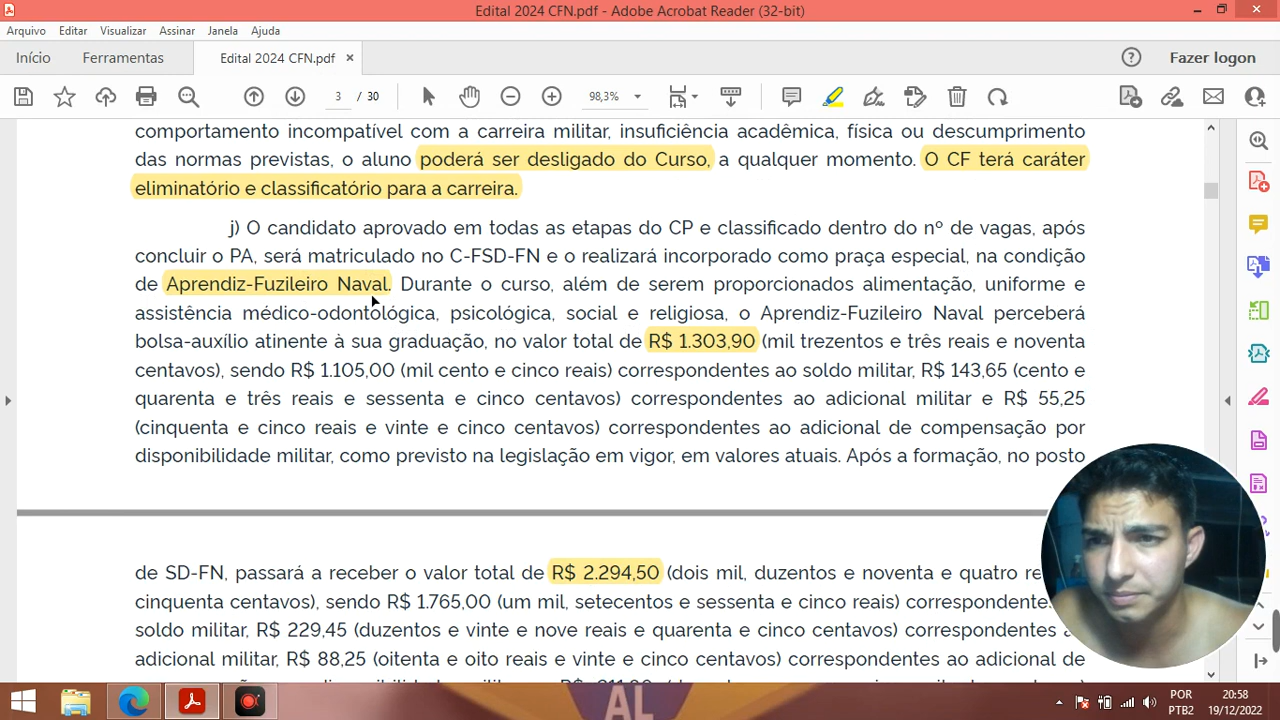 Edital 2024 CFN.pdf - Adobe Acrobat Reader (32-bit)
Arquivo Editar Visualizar Assinar Janela Ajuda
Início Ferramentas Edital 2024 CFN.pdf × Fazer logon
3 / 30 98,3%
comportamento incompatível com a carreira militar, insuficiência acadêmica, física ou descumprimento
das normas previstas, o aluno poderá ser desligado do Curso, a qualquer momento. O CF terá caráter
eliminatório e classificatório para a carreira.
j) O candidato aprovado em todas as etapas do CP e classificado dentro do nº de vagas, após
concluir o PA, será matriculado no C-FSD-FN e o realizará incorporado como praça especial, na condição
de Aprendiz-Fuzileiro Naval. Durante o curso, além de serem proporcionados alimentação, uniforme e
assistência médico-odontológica, psicológica, social e religiosa, o Aprendiz-Fuzileiro Naval perceberá
bolsa-auxílio atinente à sua graduação, no valor total de R$ 1.303,90 (mil trezentos e três reais e noventa
centavos), sendo R$ 1.105,00 (mil cento e cinco reais) correspondentes ao soldo militar, R$ 143,65 (cento e
quarenta e três reais e sessenta e cinco centavos) correspondentes ao adicional militar e R$ 55,25
(cinquenta e cinco reais e vinte e cinco centavos) correspondentes ao adicional de compensação por
disponibilidade militar, como previsto na legislação em vigor, em valores atuais. Após a formação, no posto
de SD-FN, passará a receber o valor total de R$ 2.294,50 (dois mil, duzentos e noventa e quatro re
cinquenta centavos), sendo R$ 1.765,00 (um mil, setecentos e sessenta e cinco reais) correspondente
soldo militar, R$ 229,45 (duzentos e vinte e nove reais e quarenta e cinco centavos) correspondentes a
adicional militar, R$ 88,25 (oitenta e oito reais e vinte e cinco centavos) correspondentes ao adicional de
AL
POR 20:58
PTB2 19/12/2022